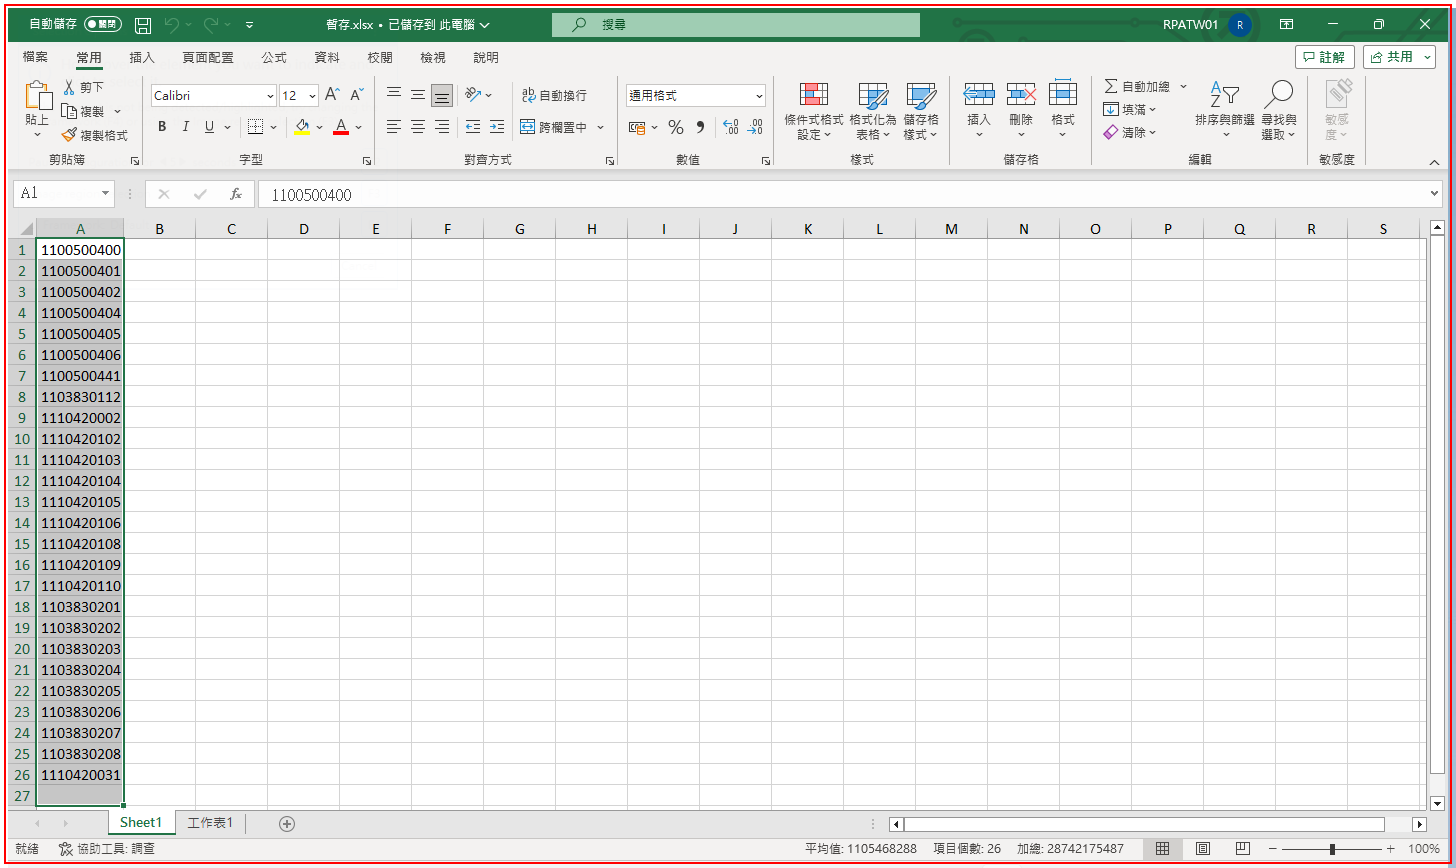 自動儲存 關閉 暫存.xlsx • 已儲存到 此電腦 搜尋 RPATW01 R
檔案 常用 插入 頁面配置 公式 資料 校閱 檢視 說明 註解 共用
貼上 剪下 複製 複製格式 剪貼簿
Calibri 12 A A B I U A 字型
ab 自動換行 跨欄置中 對齊方式
通用格式 % 數值
條件式格式設定 格式化為表格 儲存格樣式 樣式
插入 刪除 格式 儲存格
自動加總 填滿 清除 排序與篩選 尋找與選取 編輯
敏感度 敏感度
A1 fx 1100500400
A B C D E F G H I J K L M N O P Q R S
1 1100500400
2 1100500401
3 1100500402
4 1100500404
5 1100500405
6 1100500406
7 1100500441
8 1103830112
9 1110420002
10 1110420102
11 1110420103
12 1110420104
13 1110420105
14 1110420106
15 1110420108
16 1110420109
17 1110420110
18 1103830201
19 1103830202
20 1103830203
21 1103830204
22 1103830205
23 1103830206
24 1103830207
25 1103830208
26 1110420031
27
Sheet1 工作表1
就緒 協助工具: 調查 平均值: 1105468288 項目個數: 26 加總: 28742175487 100%